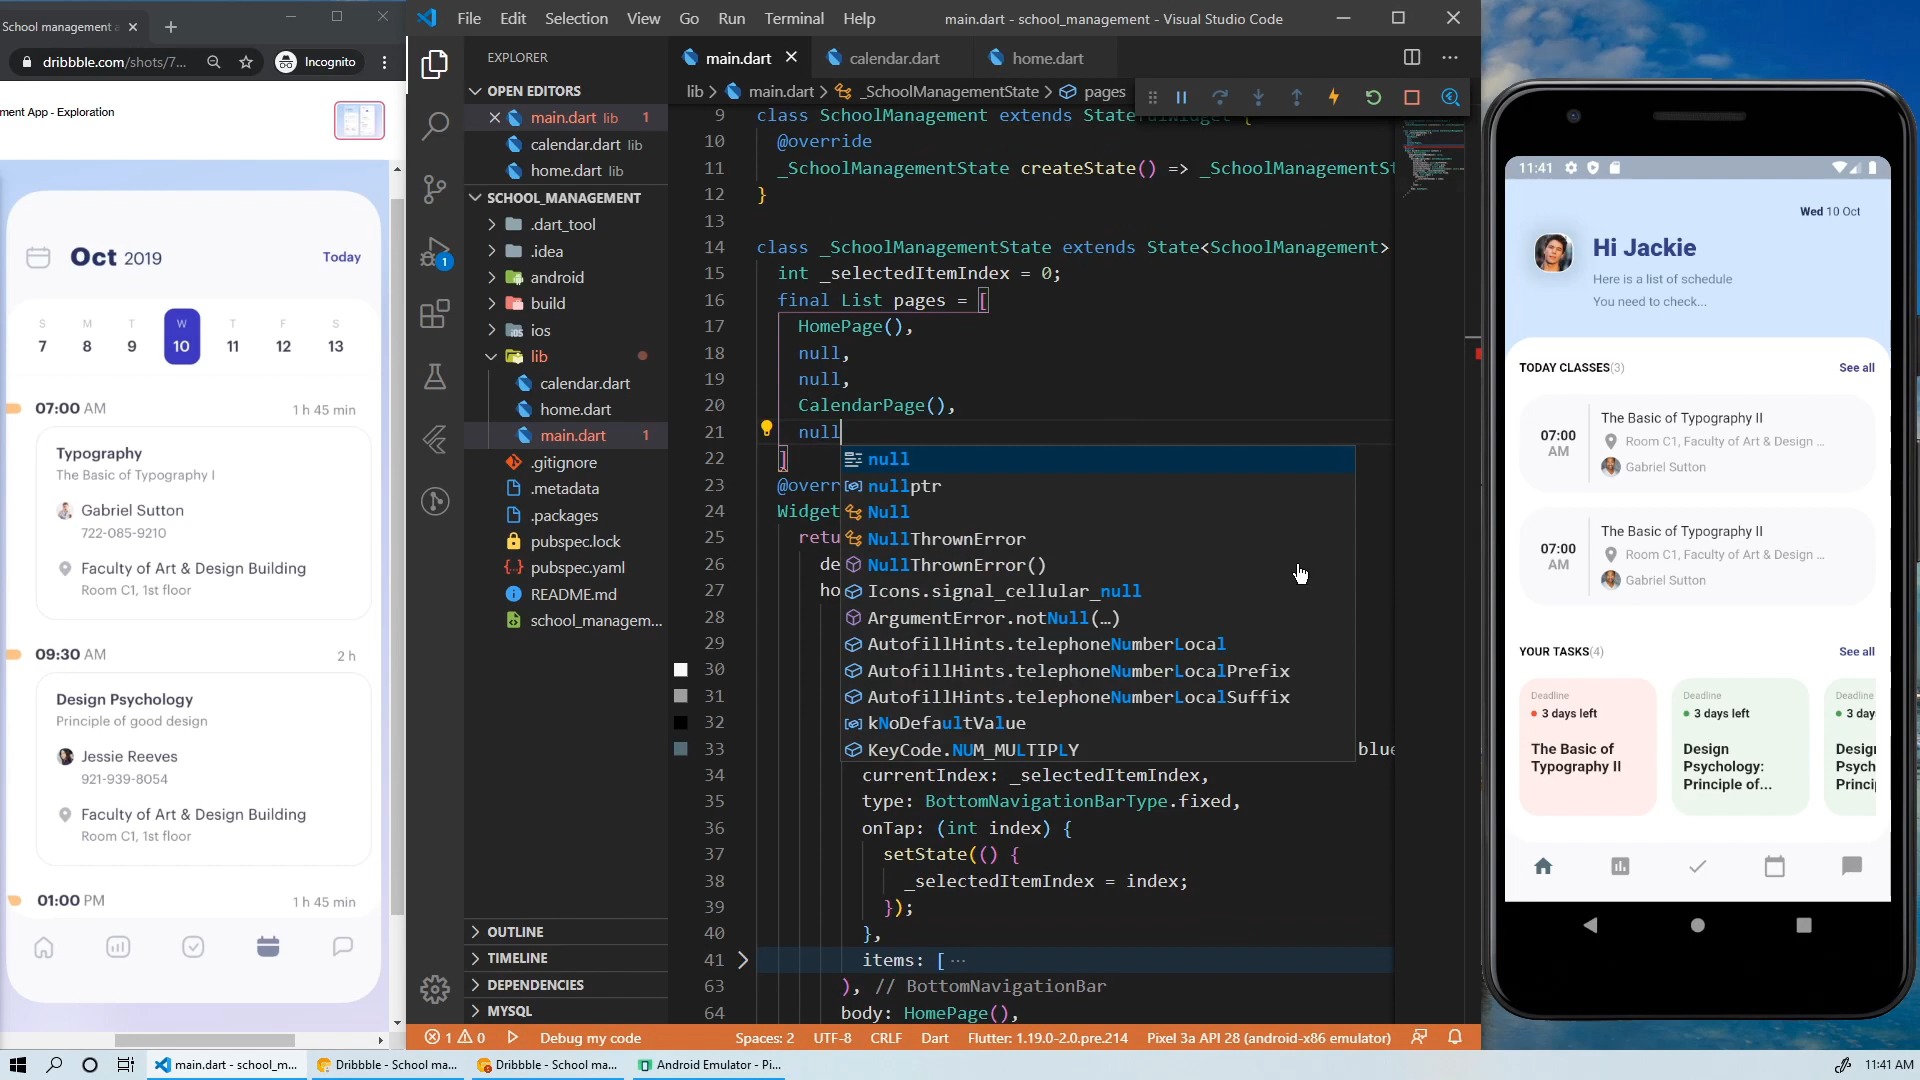 School management a
dribbble.com/shots/7...
Incognito
ment App - Exploration
Oct 2019
Today
S M T W T F S
7 8 9 10 11 12 13
07:00 AM
1 h 45 min
Typography
The Basic of Typography I
Gabriel Sutton
722-085-9210
Faculty of Art & Design Building
Room C1, 1st floor
09:30 AM
2 h
Design Psychology
Principle of good design
Jessie Reeves
921-939-8054
Faculty of Art & Design Building
Room C1, 1st floor
01:00 PM
1 h 45 min
File Edit Selection View Go Run Terminal Help
main.dart - school_management - Visual Studio Code
EXPLORER
OPEN EDITORS
main.dart lib 1
calendar.dart lib
home.dart lib
SCHOOL_MANAGEMENT
.dart_tool
.idea
android
build
ios
lib
calendar.dart
home.dart
main.dart 1
.gitignore
.metadata
.packages
pubspec.lock
pubspec.yaml
README.md
school_managem...
OUTLINE
TIMELINE
DEPENDENCIES
MYSQL
1
main.dart
calendar.dart
home.dart
lib > main.dart > _SchoolManagementState > pages
9 class SchoolManagement extends StatefulWidget {
10 @override
11 _SchoolManagementState createState() => _SchoolManagementSt
12 }
13
14 class _SchoolManagementState extends State<SchoolManagement>
15 int _selectedItemIndex = 0;
16 final List pages = [
17 HomePage(),
18 null,
19 null,
20 CalendarPage(),
21 null
22 ]
23 @overr
24 Widget
25 retu
26 de
27 ho
28
29
30
31
32
33 blue
34 currentIndex: _selectedItemIndex,
35 type: BottomNavigationBarType.fixed,
36 onTap: (int index) {
37 setState(() {
38 _selectedItemIndex = index;
39 });
40 },
41 items: [ ...
63 ), // BottomNavigationBar
64 body: HomePage(),
null
nullptr
Null
NullThrownError
NullThrownError()
Icons.signal_cellular_null
ArgumentError.notNull(…)
AutofillHints.telephoneNumberLocal
AutofillHints.telephoneNumberLocalPrefix
AutofillHints.telephoneNumberLocalSuffix
kNoDefaultValue
KeyCode.NUM_MULTIPLY
1 0
Debug my code
Spaces: 2 UTF-8 CRLF Dart Flutter: 1.19.0-2.0.pre.214 Pixel 3a API 28 (android-x86 emulator)
11:41
Wed 10 Oct
Hi Jackie
Here is a list of schedule
You need to check...
TODAY CLASSES(3)
See all
The Basic of Typography II
07:00
AM
Room C1, Faculty of Art & Design ...
Gabriel Sutton
The Basic of Typography II
07:00
AM
Room C1, Faculty of Art & Design ...
Gabriel Sutton
YOUR TASKS(4)
See all
Deadline
3 days left
The Basic of
Typography II
Deadline
3 days left
Design
Psychology:
Principle of...
Deadline
3 day
Desig
Psych
Princi
main.dart - school_m...
Dribbble - School ma...
Dribbble - School ma...
Android Emulator - Pi...
11:41 AM